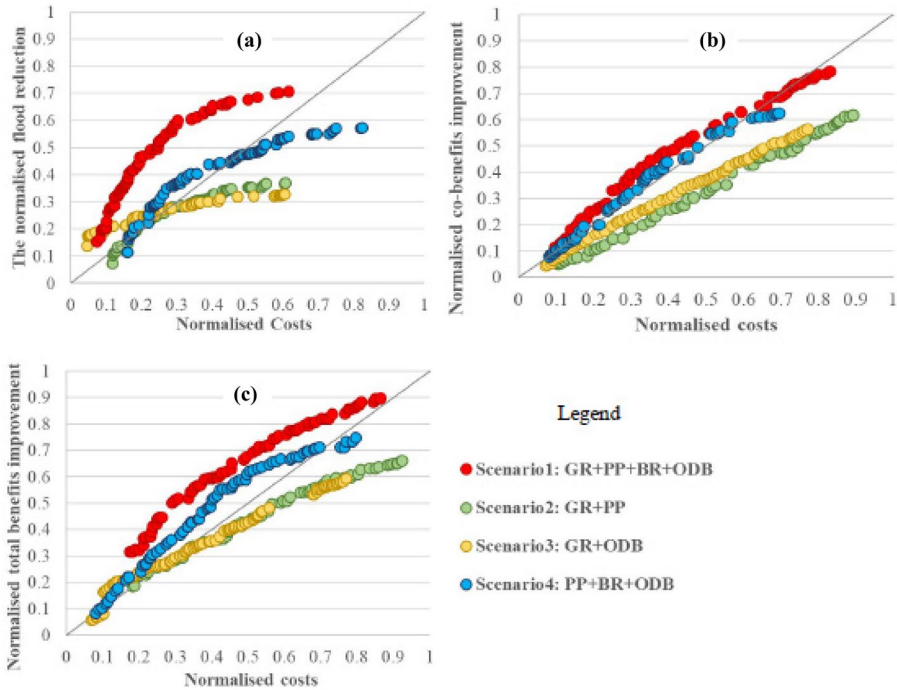 (a)
The normalised flood reduction
1
0.9
0.8
0.7
0.6
0.5
0.4
0.3
0.2
0.1
0
0 0.1 0.2 0.3 0.4 0.5 0.6 0.7 0.8 0.9 1
Normalised Costs
(b)
Normalised co-benefits improvement
1
0.9
0.8
0.7
0.6
0.5
0.4
0.3
0.2
0.1
0
0 0.1 0.2 0.3 0.4 0.5 0.6 0.7 0.8 0.9 1
Normalised costs
(c)
Normalised total benefits improvement
1
0.9
0.8
0.7
0.6
0.5
0.4
0.3
0.2
0.1
0
0 0.1 0.2 0.3 0.4 0.5 0.6 0.7 0.8 0.9 1
Normalised costs
Legend
Scenario1: GR+PP+BR+ODB
Scenario2: GR+PP
Scenario3: GR+ODB
Scenario4: PP+BR+ODB